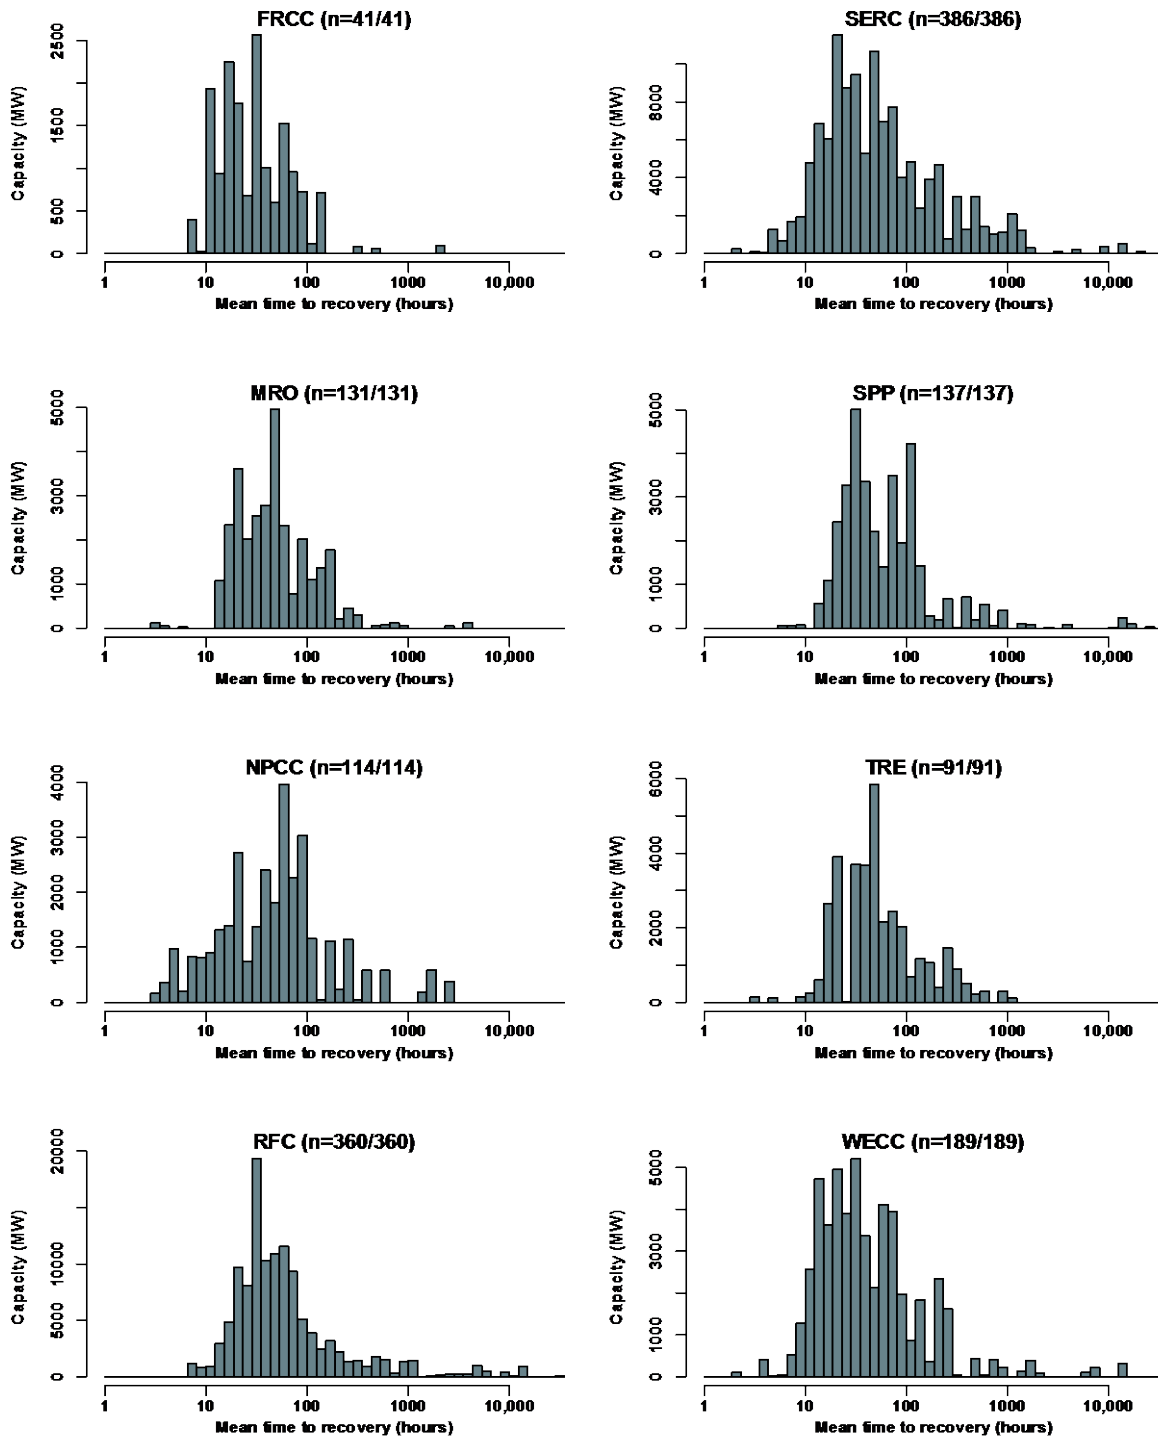 FRCC (n=41/41)
Capacity (MW)
2500
1500
500
0
1 10 100 1000 10,000
Mean time to recovery (hours)
SERC (n=386/386)
Capacity (MW)
8000
4000
0
1 10 100 1000 10,000
Mean time to recovery (hours)
MRO (n=131/131)
Capacity (MW)
5000
3000
1000
0
1 10 100 1000 10,000
Mean time to recovery (hours)
SPP (n=137/137)
Capacity (MW)
5000
3000
1000
0
1 10 100 1000 10,000
Mean time to recovery (hours)
NPCC (n=114/114)
Capacity (MW)
4000
3000
2000
1000
0
1 10 100 1000 10,000
Mean time to recovery (hours)
TRE (n=91/91)
Capacity (MW)
6000
4000
2000
0
1 10 100 1000 10,000
Mean time to recovery (hours)
RFC (n=360/360)
Capacity (MW)
20000
10000
5000
0
1 10 100 1000 10,000
Mean time to recovery (hours)
WECC (n=189/189)
Capacity (MW)
5000
3000
1000
0
1 10 100 1000 10,000
Mean time to recovery (hours)